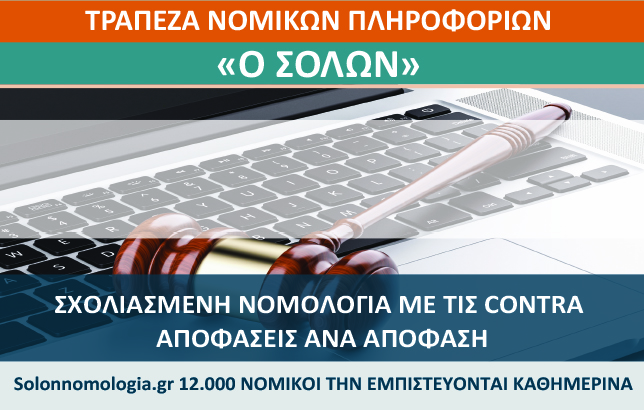 ΤΡΑΠΕΖΑ ΝΟΜΙΚΩΝ ΠΛΗΡΟΦΟΡΙΩΝ
«Ο ΣΟΛΩΝ»
ΣΧΟΛΙΑΣΜΕΝΗ ΝΟΜΟΛΟΓΙΑ ΜΕ ΤΙΣ CONTRA
ΑΠΟΦΑΣΕΙΣ ΑΝΑ ΑΠΟΦΑΣΗ
Solonnomologia.gr 12.000 ΝΟΜΙΚΟΙ ΤΗΝ ΕΜΠΙΣΤΕΥΟΝΤΑΙ ΚΑΘΗΜΕΡΙΝΑ